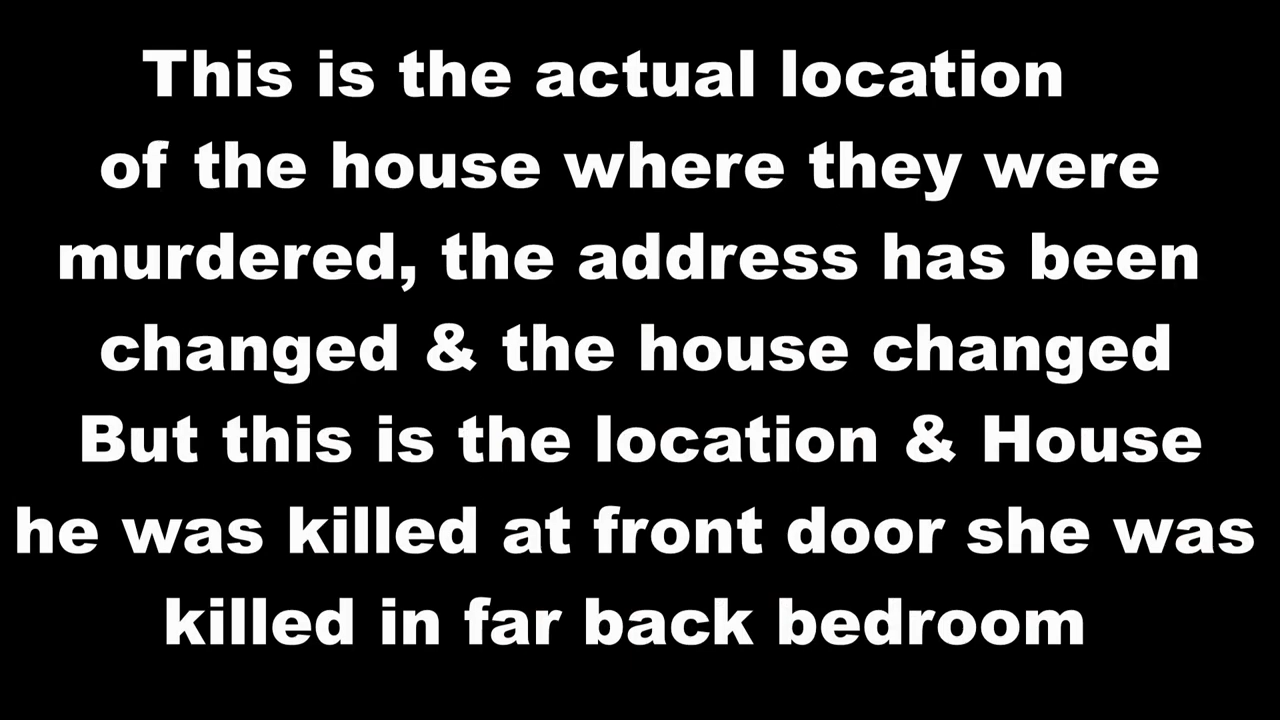 This is the actual location
of the house where they were
murdered, the address has been
changed & the house changed
But this is the location & House
he was killed at front door she was
killed in far back bedroom